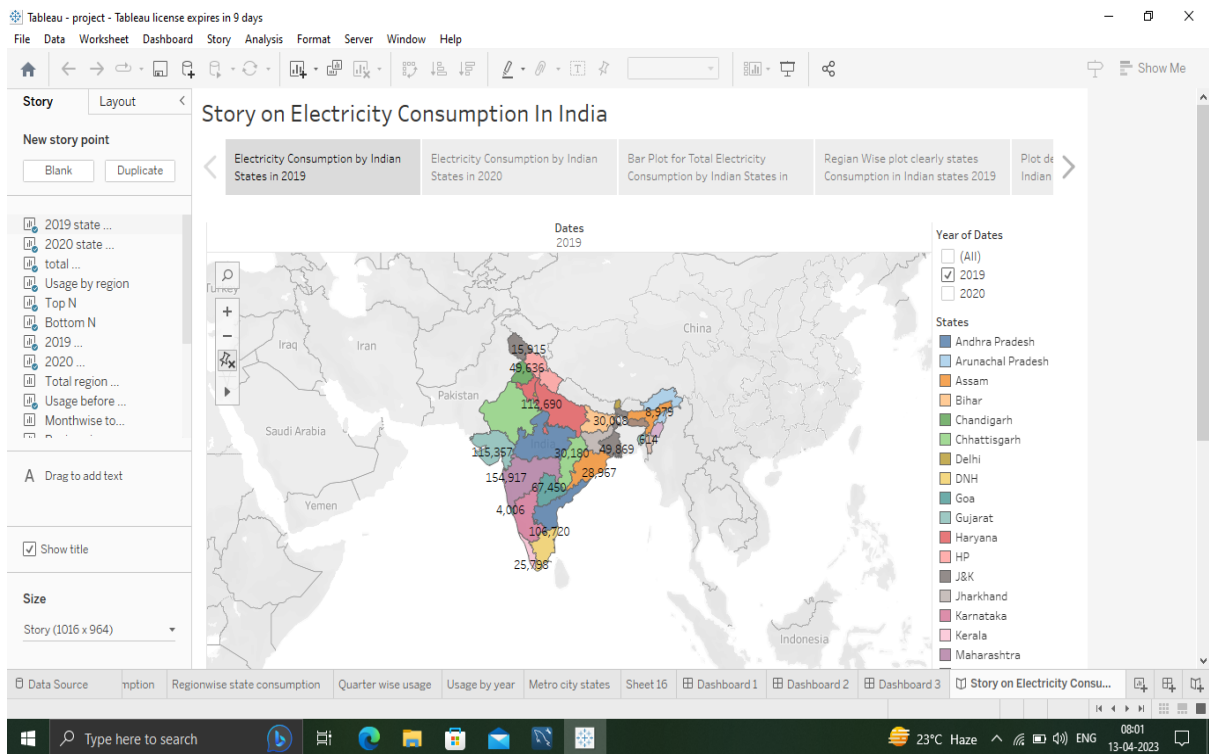 Tableau - project - Tableau license expires in 9 days
File Data Worksheet Dashboard Story Analysis Format Server Window Help
Show Me
Story Layout
New story point
Blank Duplicate
2019 state ...
2020 state ...
total ...
Usage by region
Top N
Bottom N
2019 ...
2020 ...
Total region ...
Usage before ...
Monthwise to...
A Drag to add text
Show title
Size
Story (1016 x 964)
Story on Electricity Consumption In India
Electricity Consumption by Indian
States in 2019
Electricity Consumption by Indian
States in 2020
Bar Plot for Total Electricity
Consumption by Indian States in
Regian Wise plot clearly states
Consumption in Indian states 2019
Plot de
Indian
Dates
2019
Turkey
China
Iraq
Iran
15,915
49,636
Pakistan
112,690
8,979
30,008
Saudi Arabia
India
614
115,357
30,180
49,869
28,967
154,917
67,450
Yemen
4,006
106,720
25,798
Indonesia
Year of Dates
(All)
2019
2020
States
Andhra Pradesh
Arunachal Pradesh
Assam
Bihar
Chandigarh
Chhattisgarh
Delhi
DNH
Goa
Gujarat
Haryana
HP
J&K
Jharkhand
Karnataka
Kerala
Maharashtra
Data Source mption Regionwise state consumption Quarter wise usage Usage by year Metro city states Sheet 16 Dashboard 1 Dashboard 2 Dashboard 3 Story on Electricity Consu...
Type here to search
23°C Haze
ENG
08:01
13-04-2023